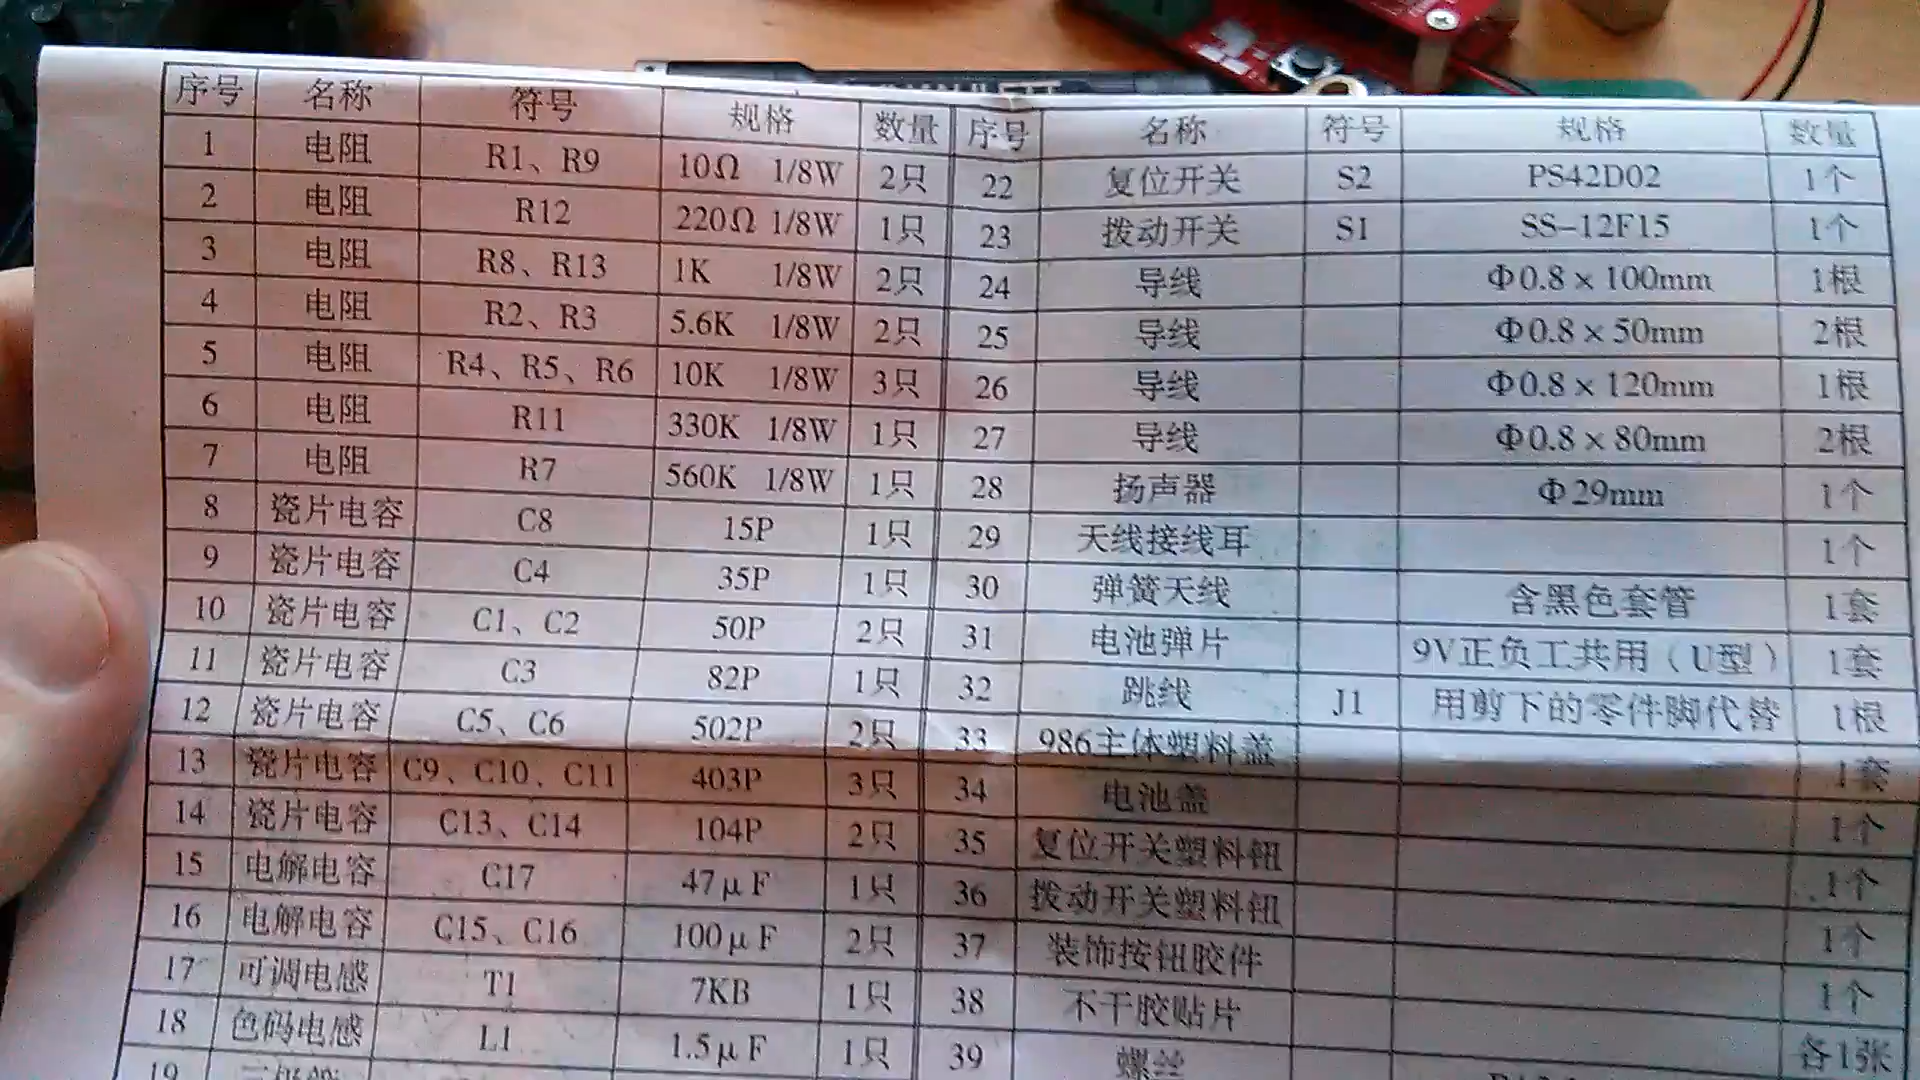 序号 名称 符号 规格 数量 序号 名称 符号 规格 数量
1 电阻 R1、R9 10Ω 1/8W 2只 22 复位开关 S2 PS42D02 1个
2 电阻 R12 220Ω 1/8W 1只 23 拨动开关 S1 SS-12F15 1个
3 电阻 R8、R13 1K 1/8W 2只 24 导线 Φ0.8×100mm 1根
4 电阻 R2、R3 5.6K 1/8W 2只 25 导线 Φ0.8×50mm 2根
5 电阻 R4、R5、R6 10K 1/8W 3只 26 导线 Φ0.8×120mm 1根
6 电阻 R11 330K 1/8W 1只 27 导线 Φ0.8×80mm 2根
7 电阻 R7 560K 1/8W 1只 28 扬声器 Φ29mm 1个
8 瓷片电容 C8 15P 1只 29 天线接线耳 1个
9 瓷片电容 C4 35P 1只 30 弹簧天线 含黑色套管 1套
10 瓷片电容 C1、C2 50P 2只 31 电池弹片 9V正负工共用（U型） 1套
11 瓷片电容 C3 82P 1只 32 跳线 J1 用剪下的零件脚代替 1根
12 瓷片电容 C5、C6 502P 2只 33 986主体塑料盖 1套
13 瓷片电容 C9、C10、C11 403P 3只 34 电池盖 1个
14 瓷片电容 C13、C14 104P 2只 35 复位开关塑料钮 1个
15 电解电容 C17 47μF 1只 36 拨动开关塑料钮 1个
16 电解电容 C15、C16 100μF 2只 37 装饰按钮胶件 1个
17 可调电感 T1 7KB 1只 38 不干胶贴片 各1张
18 色码电感 L1 1.5μF 1只 39 螺丝
19 三极管